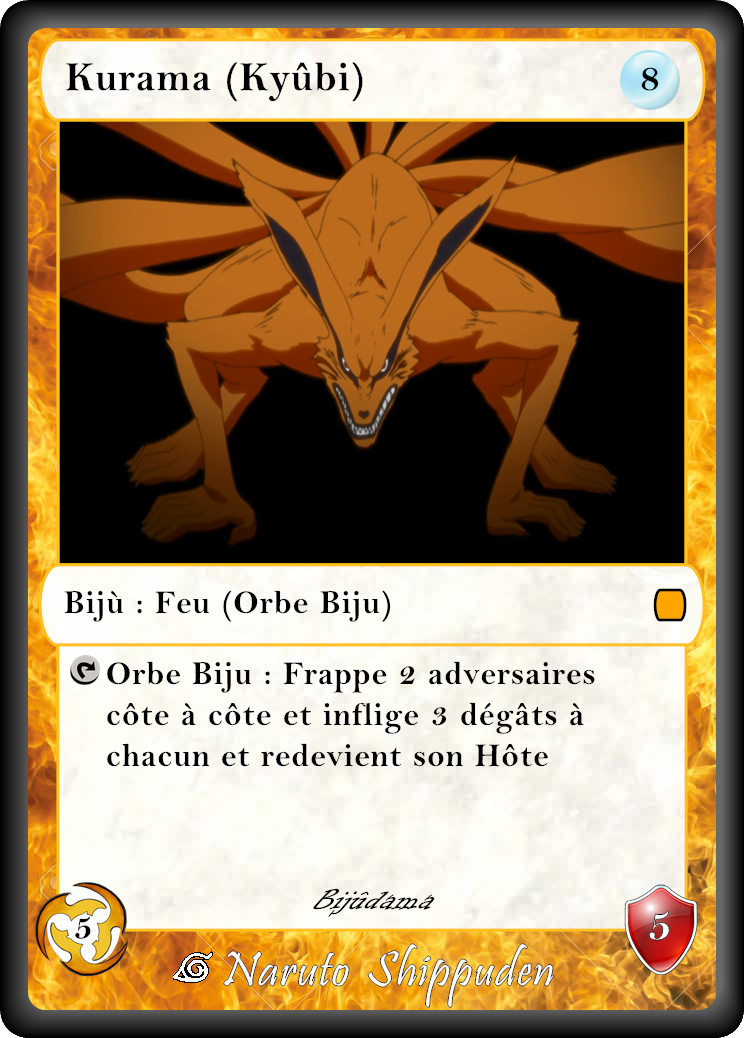 Kurama (Kyûbi)
8
Bijù : Feu (Orbe Biju)
Orbe Biju : Frappe 2 adversaires
côte à côte et inflige 3 dégâts à
chacun et redevient son Hôte
Bijûdama
5
5
Naruto Shippuden